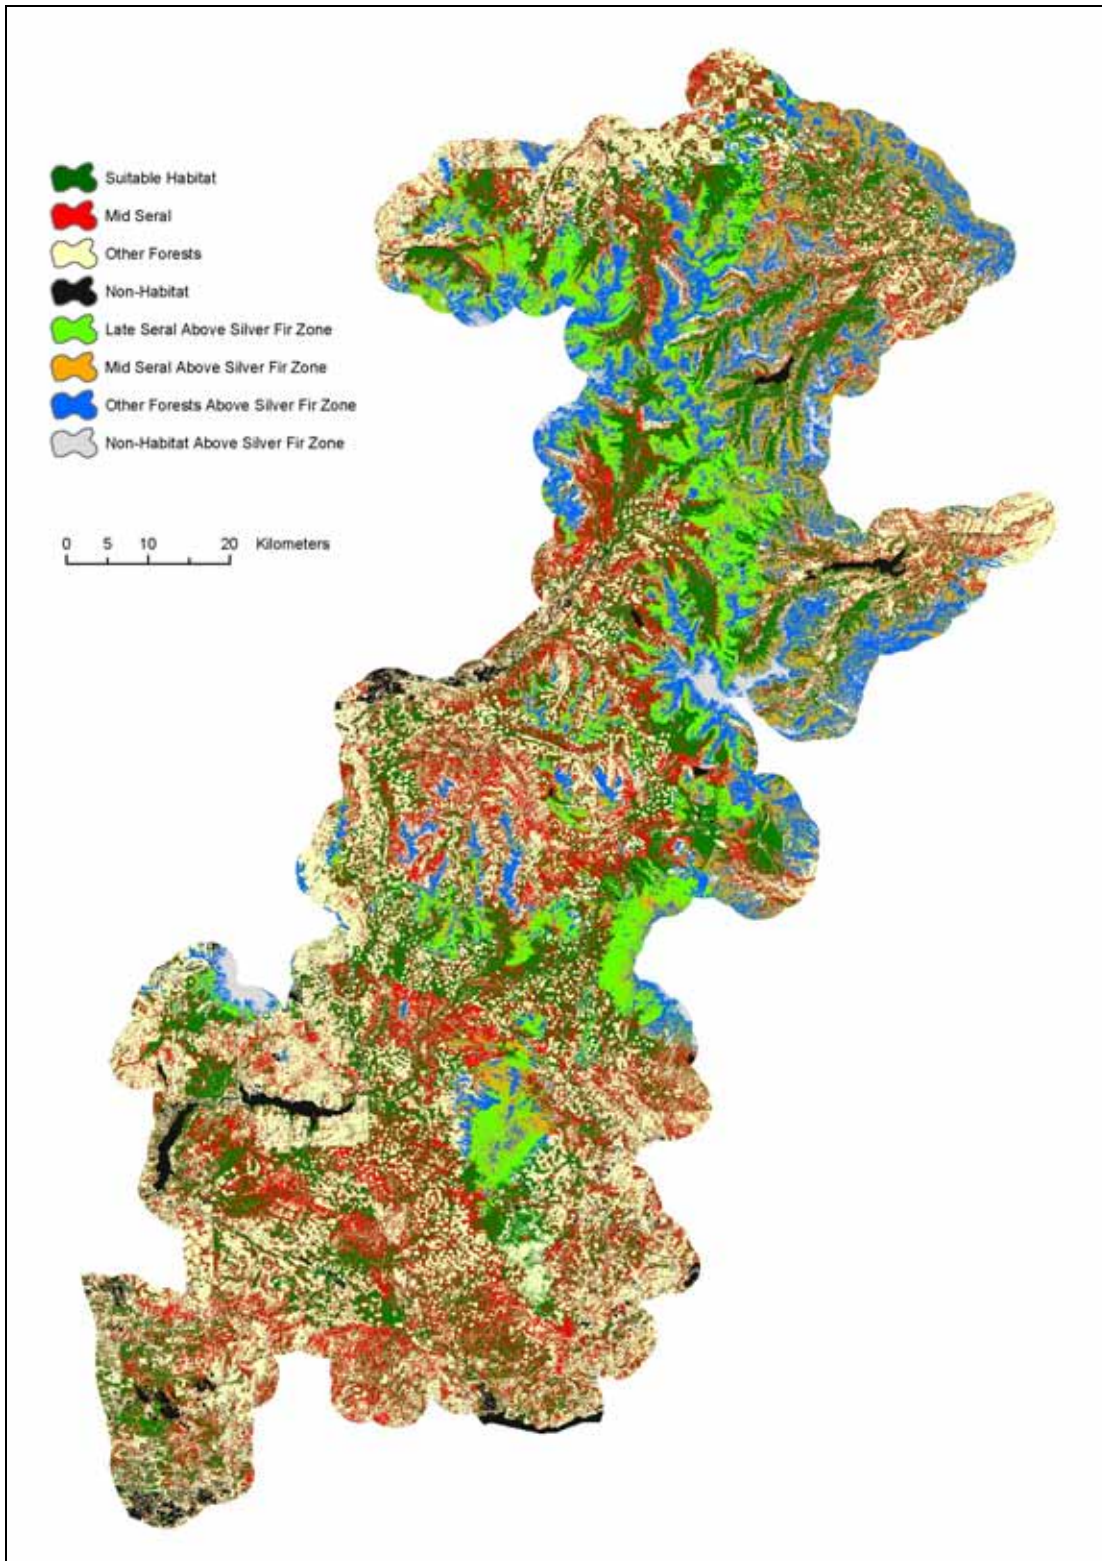 Suitable Habitat
Mid Seral
Other Forests
Non-Habitat
Late Seral Above Silver Fir Zone
Mid Seral Above Silver Fir Zone
Other Forests Above Silver Fir Zone
Non-Habitat Above Silver Fir Zone
0 5 10 20 Kilometers